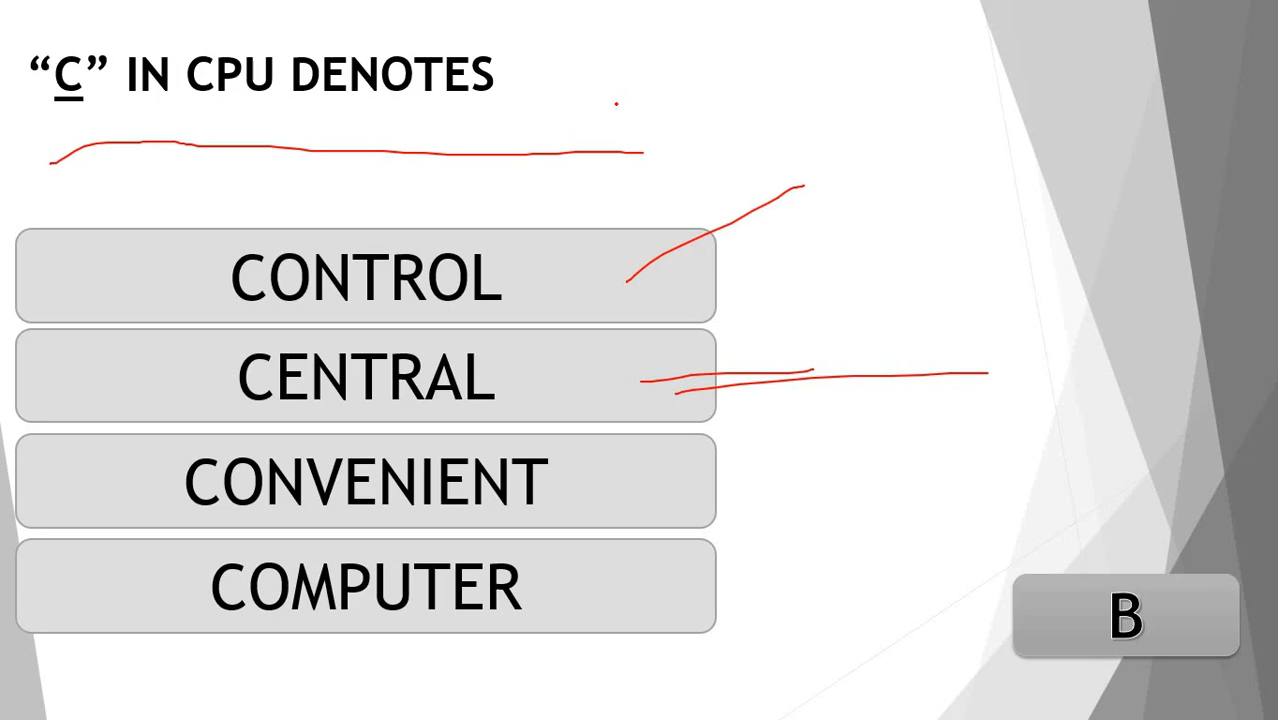 “C” IN CPU DENOTES
CONTROL
CENTRAL
CONVENIENT
COMPUTER
B